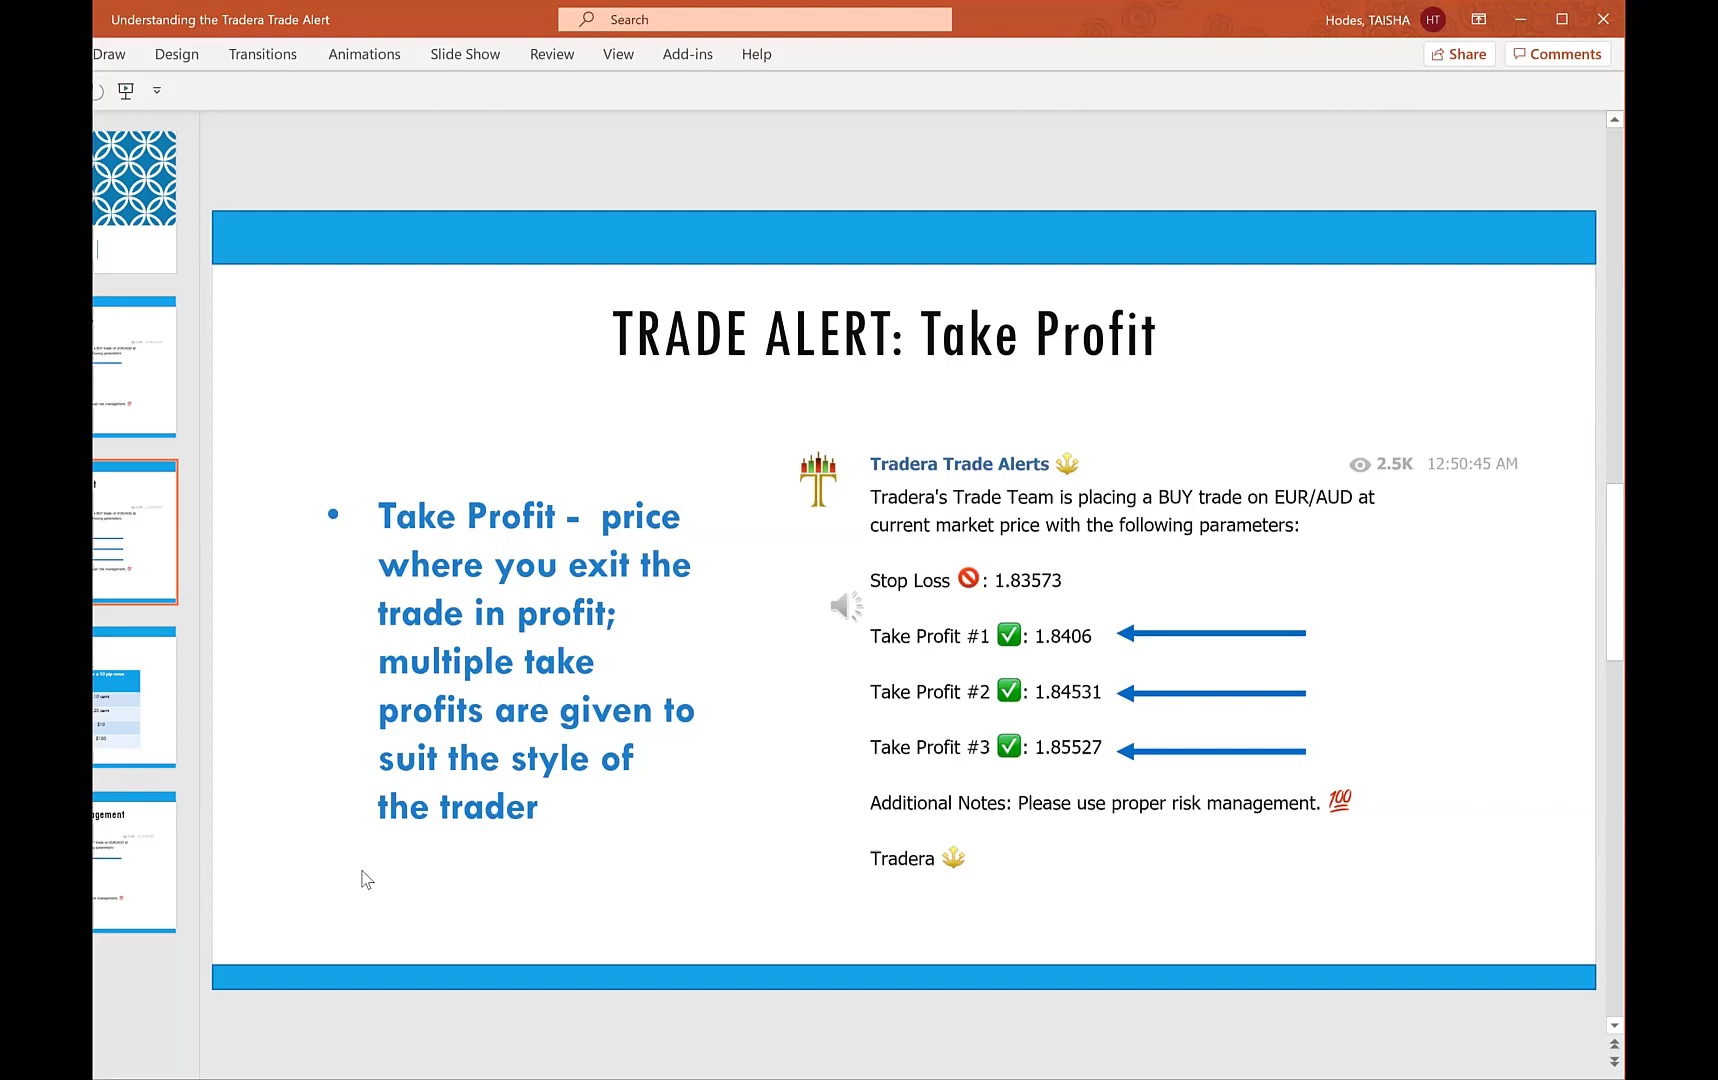 Understanding the Tradera Trade Alert
Search
Hodes, TAISHA
HT
Draw
Design
Transitions
Animations
Slide Show
Review
View
Add-ins
Help
Share
Comments
TRADE ALERT: Take Profit
• Take Profit - price
where you exit the
trade in profit;
multiple take
profits are given to
suit the style of
the trader
Tradera Trade Alerts 🔱
2.5K 12:50:45 AM
Tradera's Trade Team is placing a BUY trade on EUR/AUD at
current market price with the following parameters:
Stop Loss 🚫: 1.83573
Take Profit #1 ✅: 1.8406
Take Profit #2 ✅: 1.84531
Take Profit #3 ✅: 1.85527
Additional Notes: Please use proper risk management. 💯
Tradera 🔱